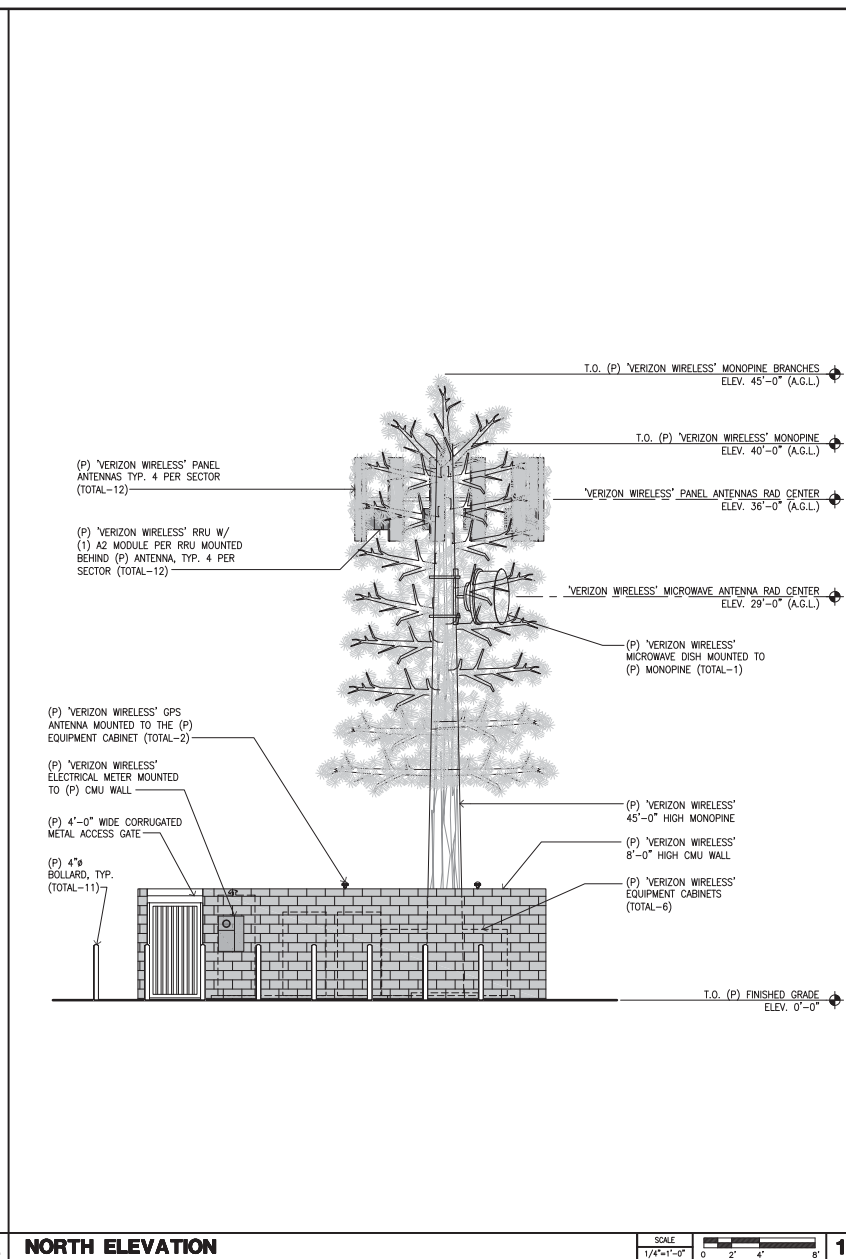 T.O. (P) 'VERIZON WIRELESS' MONOPINE BRANCHES
ELEV. 45'-0" (A.G.L.)
T.O. (P) 'VERIZON WIRELESS' MONOPINE
ELEV. 40'-0" (A.G.L.)
(P) 'VERIZON WIRELESS' PANEL
ANTENNAS TYP. 4 PER SECTOR
(TOTAL-12)
'VERIZON WIRELESS' PANEL ANTENNAS RAD CENTER
ELEV. 36'-0" (A.G.L.)
(P) 'VERIZON WIRELESS' RRU W/
(1) A2 MODULE PER RRU MOUNTED
BEHIND (P) ANTENNA, TYP. 4 PER
SECTOR (TOTAL-12)
'VERIZON WIRELESS' MICROWAVE ANTENNA RAD CENTER
ELEV. 29'-0" (A.G.L.)
(P) 'VERIZON WIRELESS'
MICROWAVE DISH MOUNTED TO
(P) MONOPINE (TOTAL-1)
(P) 'VERIZON WIRELESS' GPS
ANTENNA MOUNTED TO THE (P)
EQUIPMENT CABINET (TOTAL-2)
(P) 'VERIZON WIRELESS'
ELECTRICAL METER MOUNTED
TO (P) CMU WALL
(P) 4'-0" WIDE CORRUGATED
METAL ACCESS GATE
(P) 4"ø
BOLLARD, TYP.
(TOTAL-11)
(P) 'VERIZON WIRELESS'
45'-0" HIGH MONOPINE
(P) 'VERIZON WIRELESS'
8'-0" HIGH CMU WALL
(P) 'VERIZON WIRELESS'
EQUIPMENT CABINETS
(TOTAL-6)
T.O. (P) FINISHED GRADE
ELEV. 0'-0"
NORTH ELEVATION
SCALE
1/4"=1'-0"
0 2' 4' 8'
1